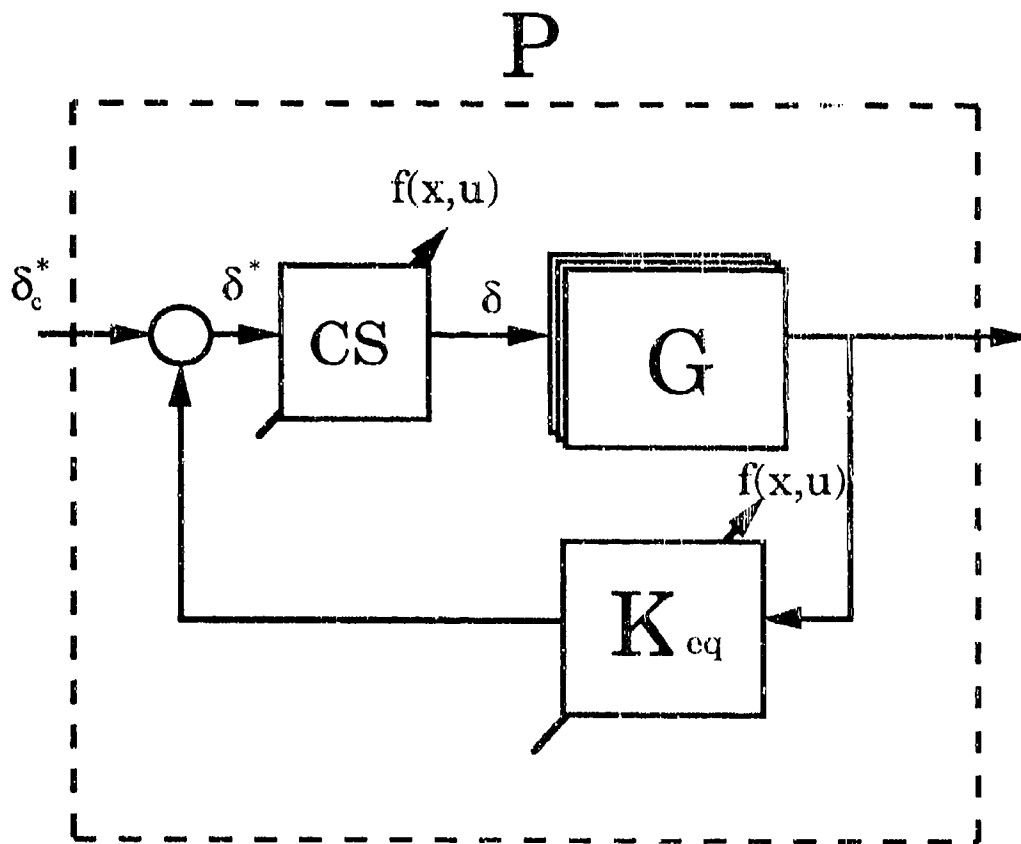 P
f(x,u)
δc* δ* CS δ G
f(x,u)
Keq